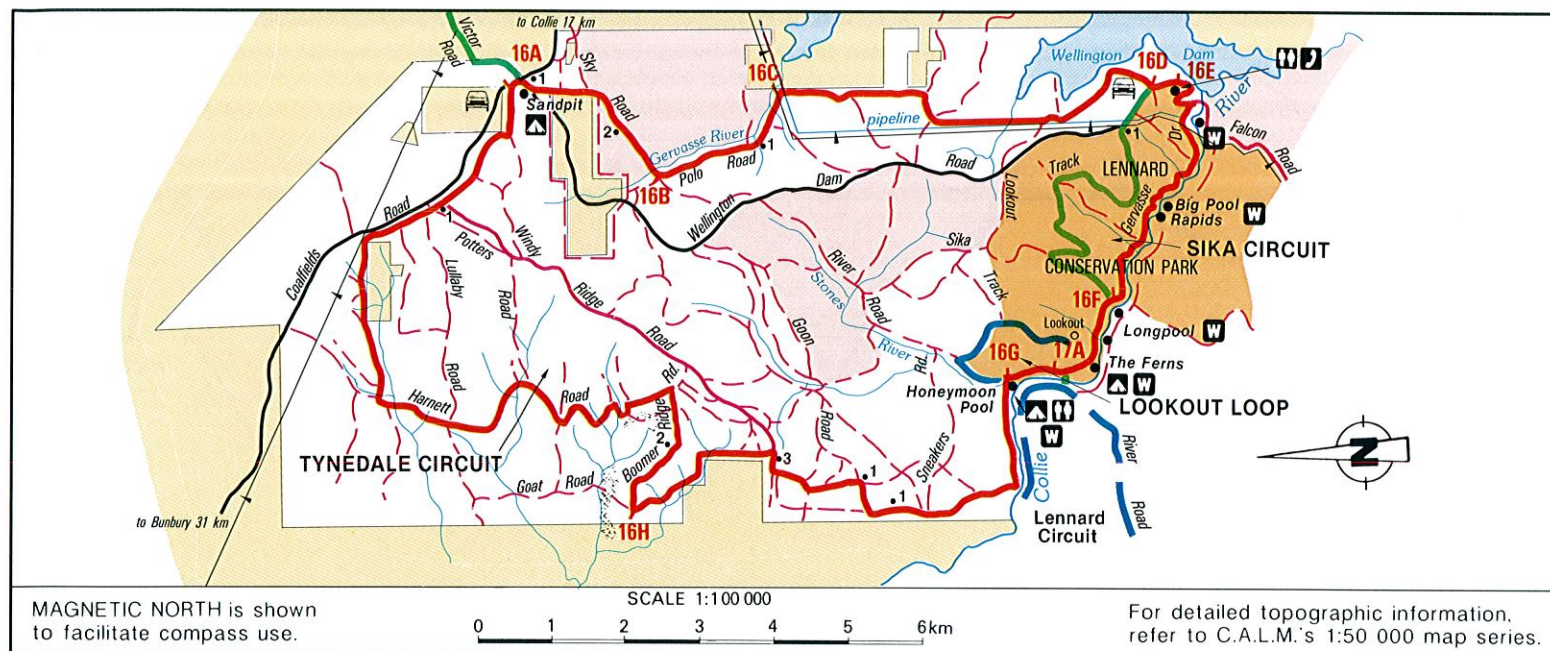 to Collie 17 km
Victor
Road
16A
Sky
Road
16C
Wellington
16D
Dam
16E
River
1
Sandpit
pipeline
2
Gervasse River
1
Polo Road
16B
1
Falcon
Road
W
Dr.
LENNARD
Track
Road
Dam
Wellington
Lookout
Gervasse
Big Pool
Rapids
W
Road
1
Windy
Potters
Sika
SIKA CIRCUIT
Coalfields
Lullaby
River
CONSERVATION PARK
Ridge
Stones
Track
16F
Road
Road
Road
Goon
Lookout
Longpool
W
River
16G
17A
Rd.
The Ferns
Rd.
Honeymoon
Pool
W
LOOKOUT LOOP
Harnett
Road
Road
Ridge
W
N
River
TYNEDALE CIRCUIT
2
3
Boomer
1
Sneakers
Collie
Goat Road
1
Road
to Bunbury 31 km
16H
Lennard
Circuit
MAGNETIC NORTH is shown
to facilitate compass use.
SCALE 1:100 000
0 1 2 3 4 5 6km
For detailed topographic information,
refer to C.A.L.M.'s 1:50 000 map series.